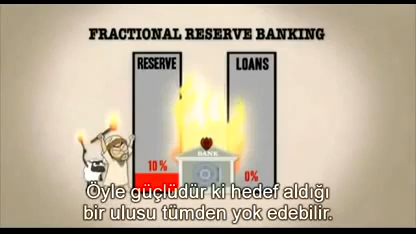 FRACTIONAL RESERVE BANKING
RESERVE
LOANS
BANK
10%
0%
Öyle güçlüdür ki hedef aldığı
bir ulusu tümden yok edebilir.